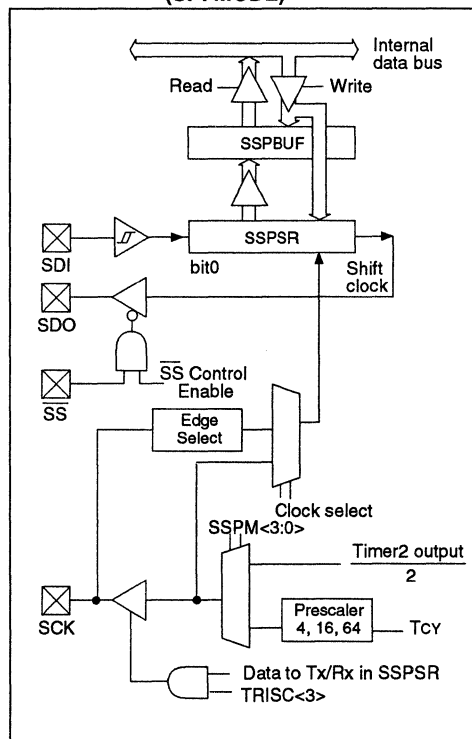 (SPI MODE)
Internal
data bus
Read
Write
SSPBUF
SSPSR
SDI
bit0
Shift
clock
SDO
SS Control
Enable
SS
Edge
Select
Clock select
SSPM<3:0>
Timer2 output
2
SCK
Prescaler
4, 16, 64
TCY
Data to Tx/Rx in SSPSR
TRISC<3>